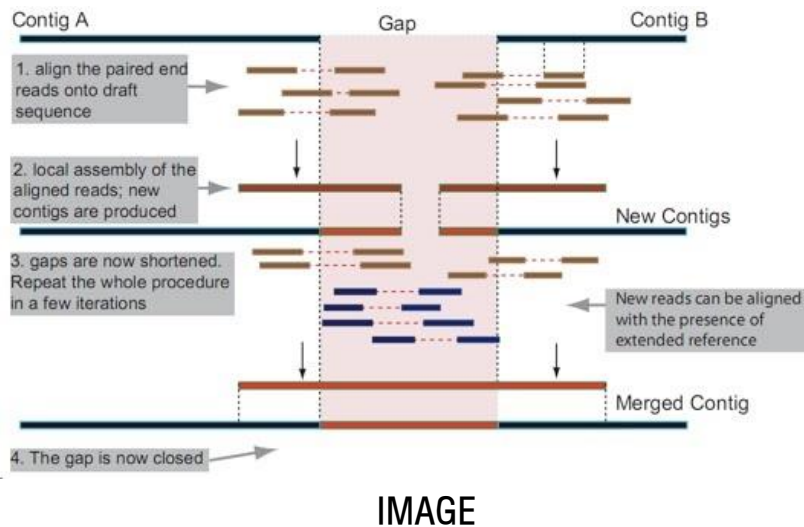 Contig A
Gap
Contig B
1. align the paired end
reads onto draft
sequence
2. local assembly of the
aligned reads; new
contigs are produced
New Contigs
3. gaps are now shortened.
Repeat the whole procedure
in a few iterations
New reads can be aligned
with the presence of
extended reference
Merged Contig
4. The gap is now closed
IMAGE